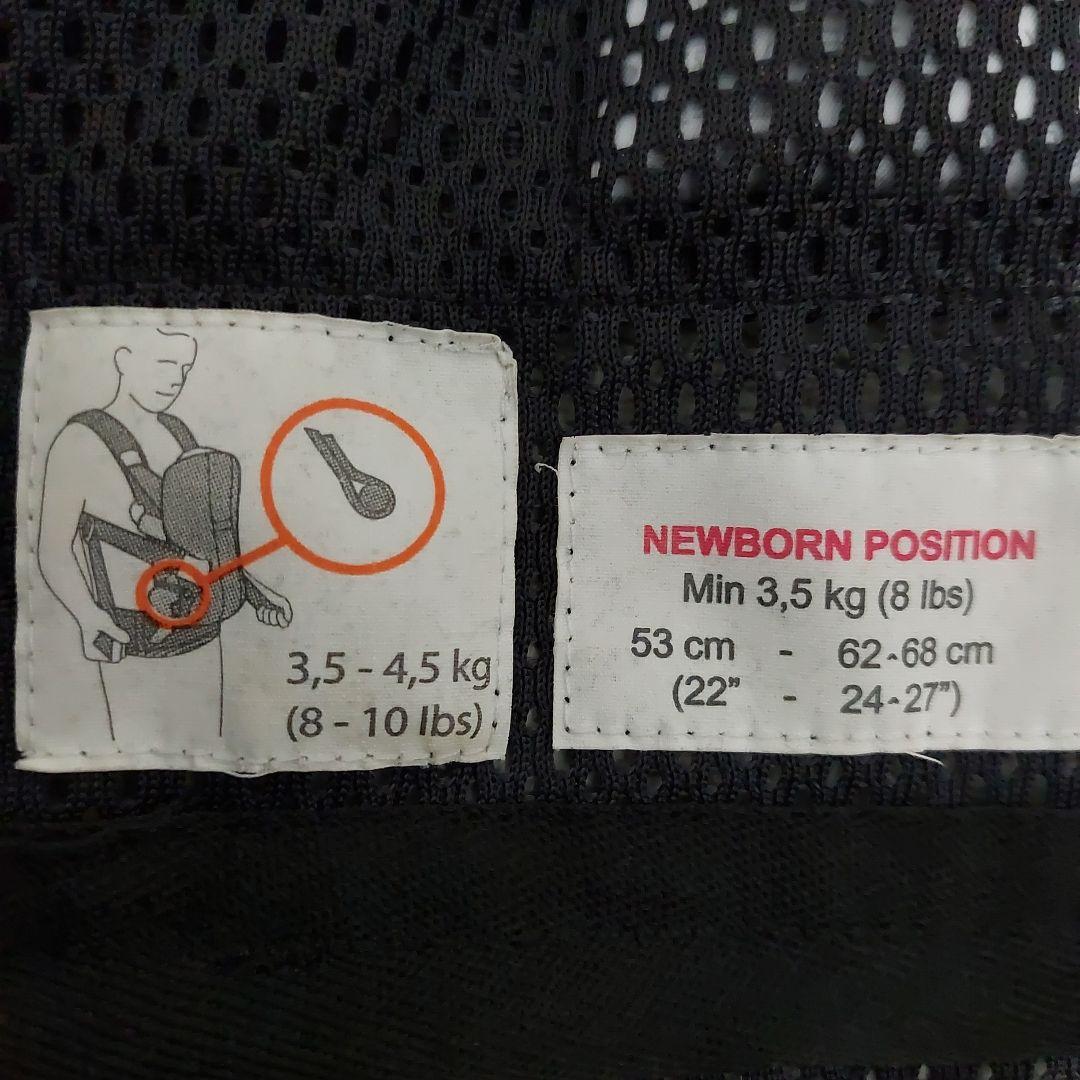 3,5 - 4,5 kg
(8 - 10 lbs)
NEWBORN POSITION
Min 3,5 kg (8 lbs)
53 cm - 62-68 cm
(22” - 24-27”)